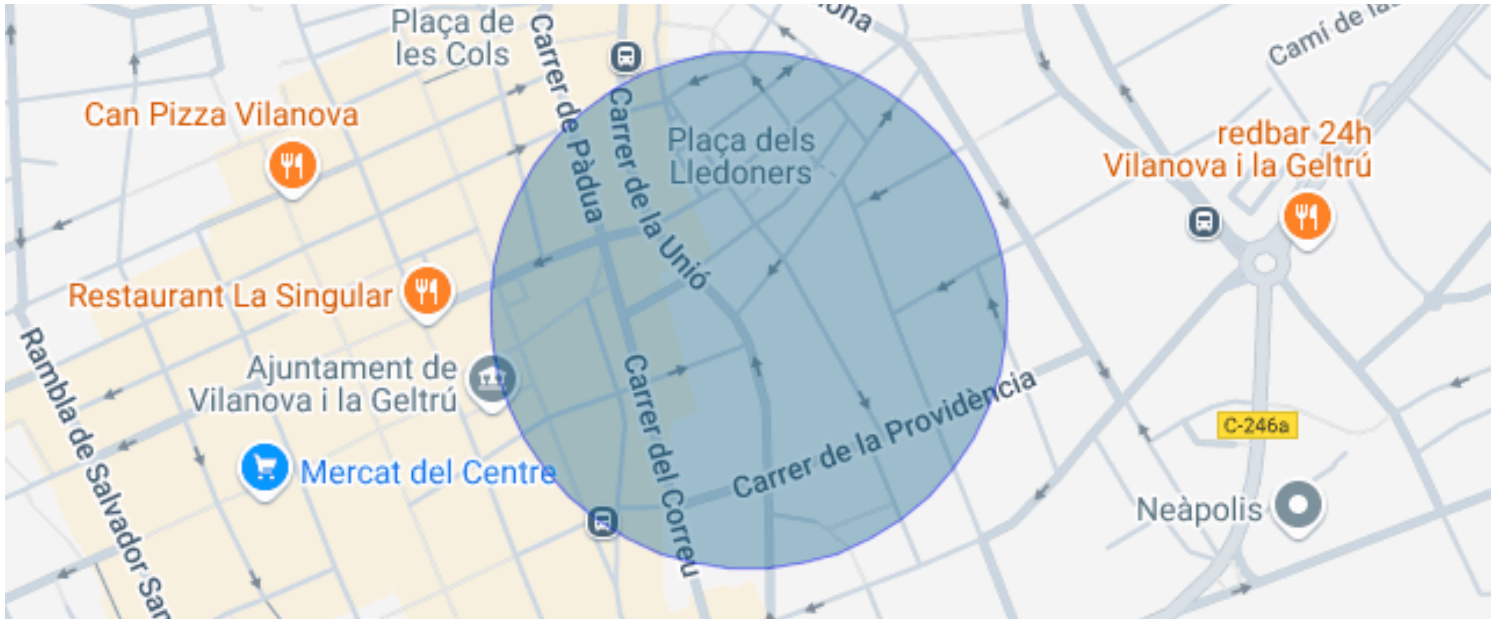 Plaça de
les Cols
Carrer de Pàdua
Carrer de la Unió
Can Pizza Vilanova
Plaça dels
Lledoners
redbar 24h
Vilanova i la Geltrú
Restaurant La Singular
Ajuntament de
Vilanova i la Geltrú
Mercat del Centre
Carrer del Correu
Carrer de la Providència
C-246a
Neàpolis
Rambla de Salvador